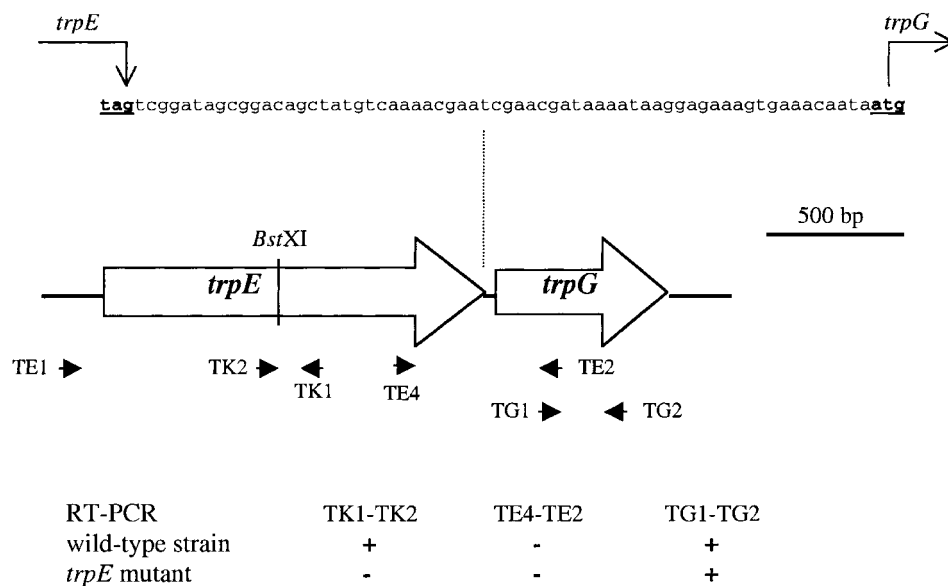 trpE trpG
tagtcggatagcggacagctatgtcaaaacgaatcgaacgataaaataaggagaaagtgaaacaataatg
500 bp
BstXI
trpE trpG
TE1 TK2 TE2
TK1 TE4
TG1 TG2
RT-PCR TK1-TK2 TE4-TE2 TG1-TG2
wild-type strain + - +
trpE mutant - - +